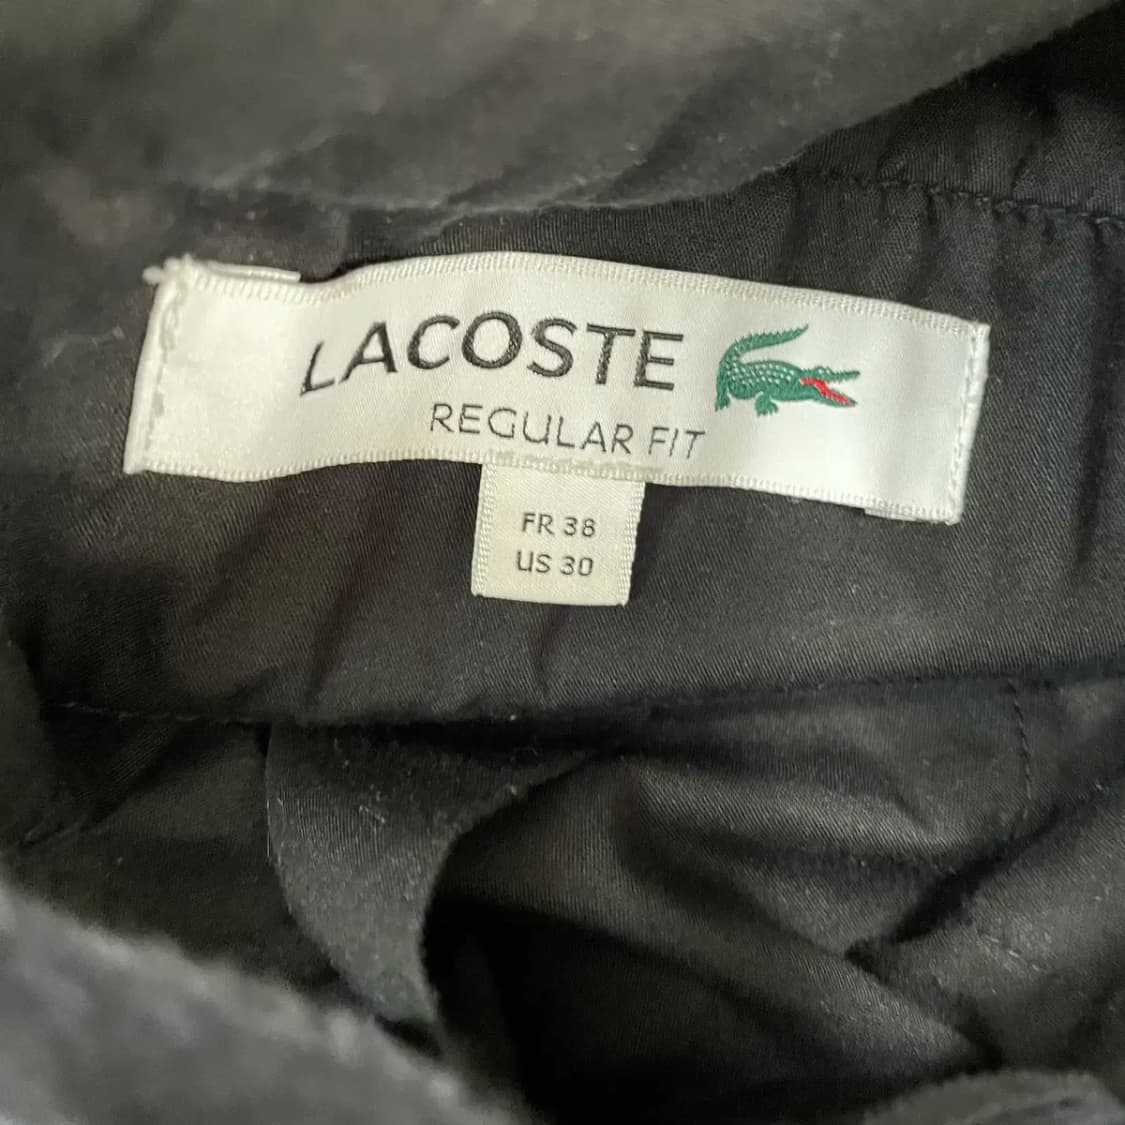 LACOSTE
REGULAR FIT
FR 38
US 30